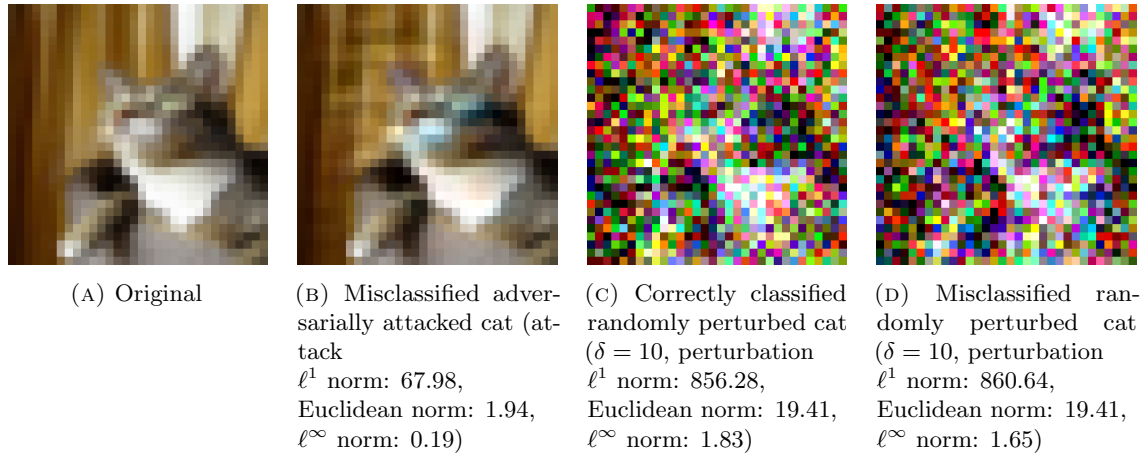 (A) Original
(B) Misclassified adver-
sarially attacked cat (at-
tack
ℓ¹ norm: 67.98,
Euclidean norm: 1.94,
ℓ∞ norm: 0.19)
(C) Correctly classified
randomly perturbed cat
(δ = 10, perturbation
ℓ¹ norm: 856.28,
Euclidean norm: 19.41,
ℓ∞ norm: 1.83)
(D) Misclassified ran-
domly perturbed cat
(δ = 10, perturbation
ℓ¹ norm: 860.64,
Euclidean norm: 19.41,
ℓ∞ norm: 1.65)